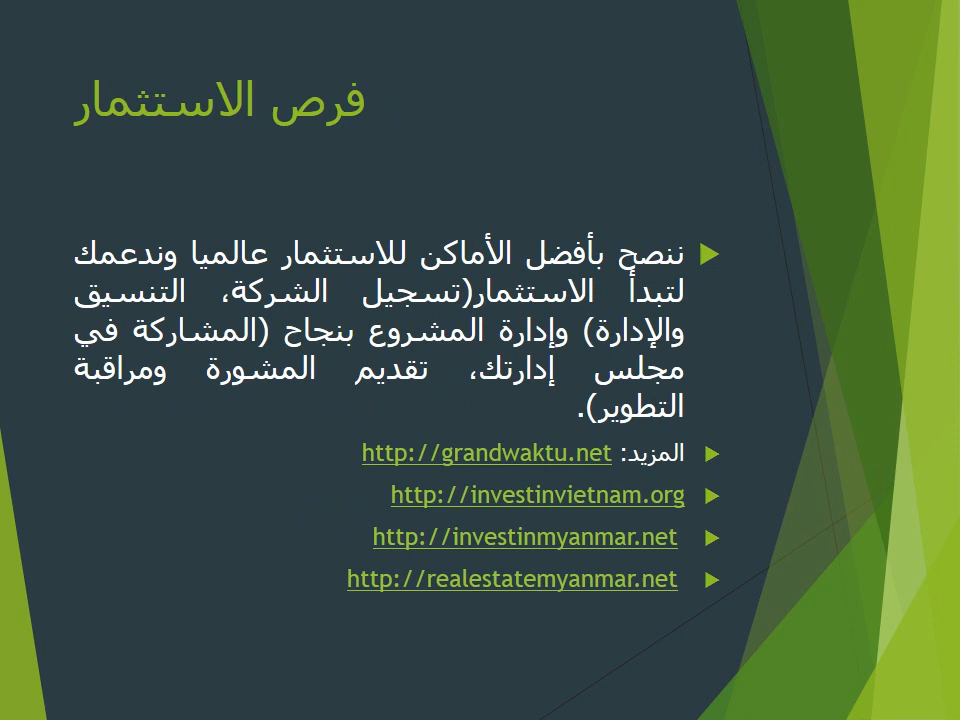 فرص الاستثمار
ننصح بأفضل الأماكن للاستثمار عالميا وندعمك
لتبدأ الاستثمار(تسجيل الشركة، التنسيق
والإدارة) وإدارة المشروع بنجاح (المشاركة في
مجلس إدارتك، تقديم المشورة ومراقبة
التطوير).
المزيد: http://grandwaktu.net
http://investinvietnam.org
http://investinmyanmar.net
http://realestatemyanmar.net